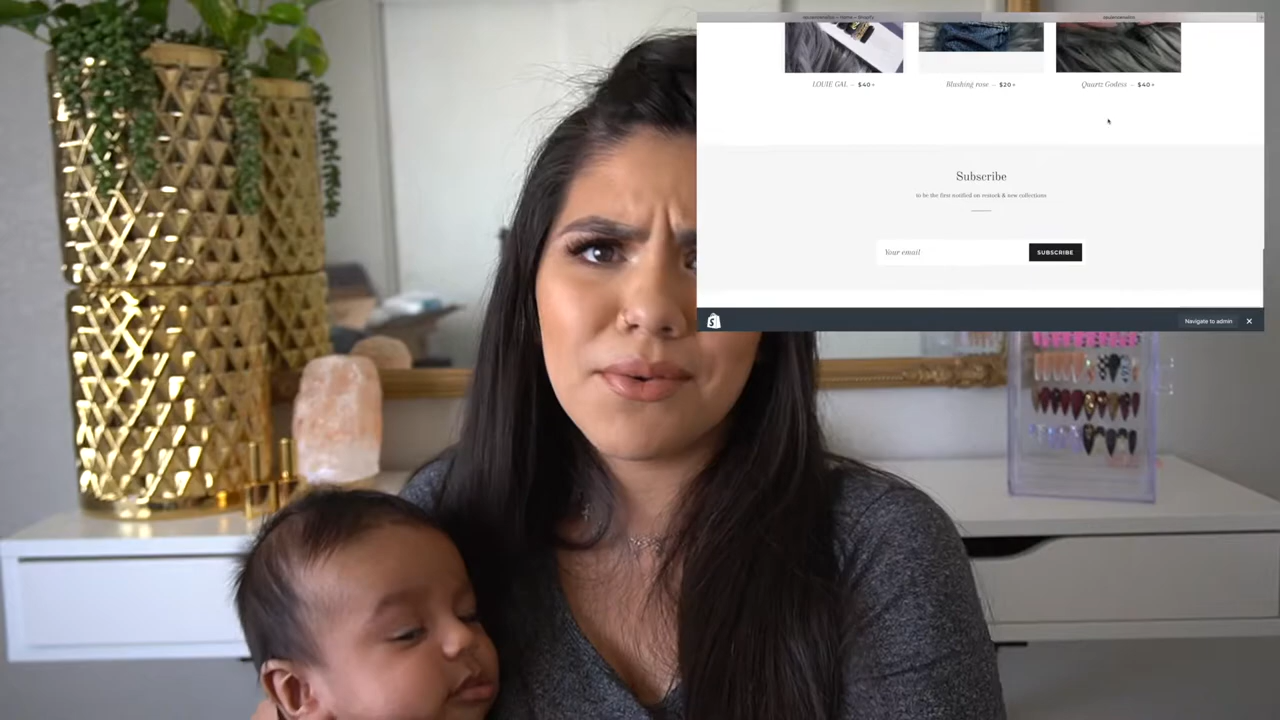 LOUIE GAL — $40+
Blushing rose — $20+
Quartz Godess — $40+
Subscribe
to be the first notified on restock & new collections
Your email
SUBSCRIBE
Navigate to admin